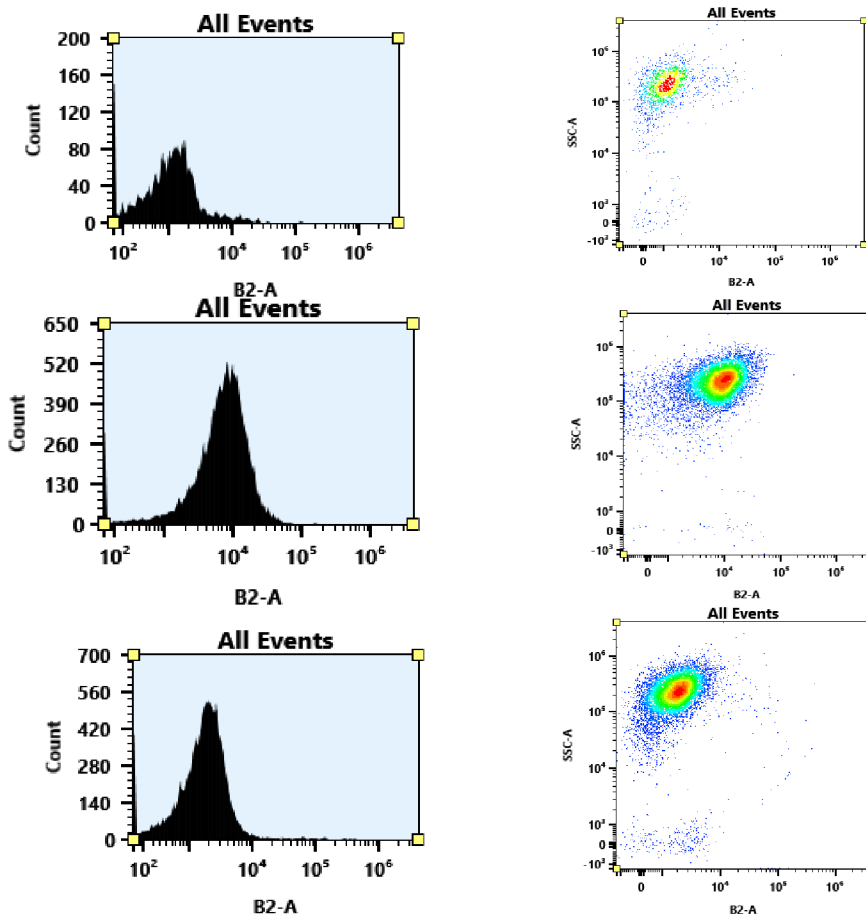 All Events
200
160
120
80
40
0
Count
10² 10⁴ 10⁵ 10⁶
B2-A
All Events
10⁶
10⁵
10⁴
10³
0
-10³
SSC-A
0 10⁴ 10⁵ 10⁶
B2-A
All Events
650
520
390
260
130
0
Count
10² 10⁴ 10⁵ 10⁶
B2-A
All Events
10⁶
10⁵
10⁴
10³
0
-10³
SSC-A
0 10⁴ 10⁵ 10⁶
B2-A
All Events
700
560
420
280
140
0
Count
10² 10⁴ 10⁵ 10⁶
B2-A
All Events
10⁶
10⁵
10⁴
10³
0
-10³
SSC-A
0 10⁴ 10⁵ 10⁶
B2-A